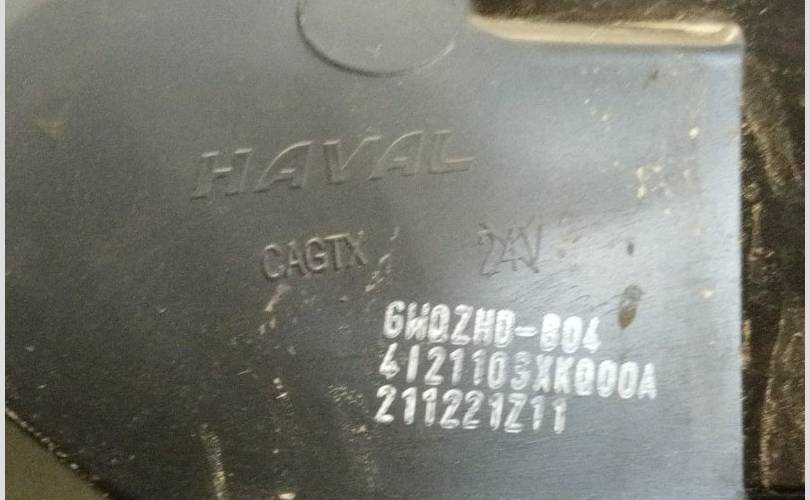 HAVAL
CAGTX 24V
GWQZHD-B04
4121103XKQ00A
211221Z11